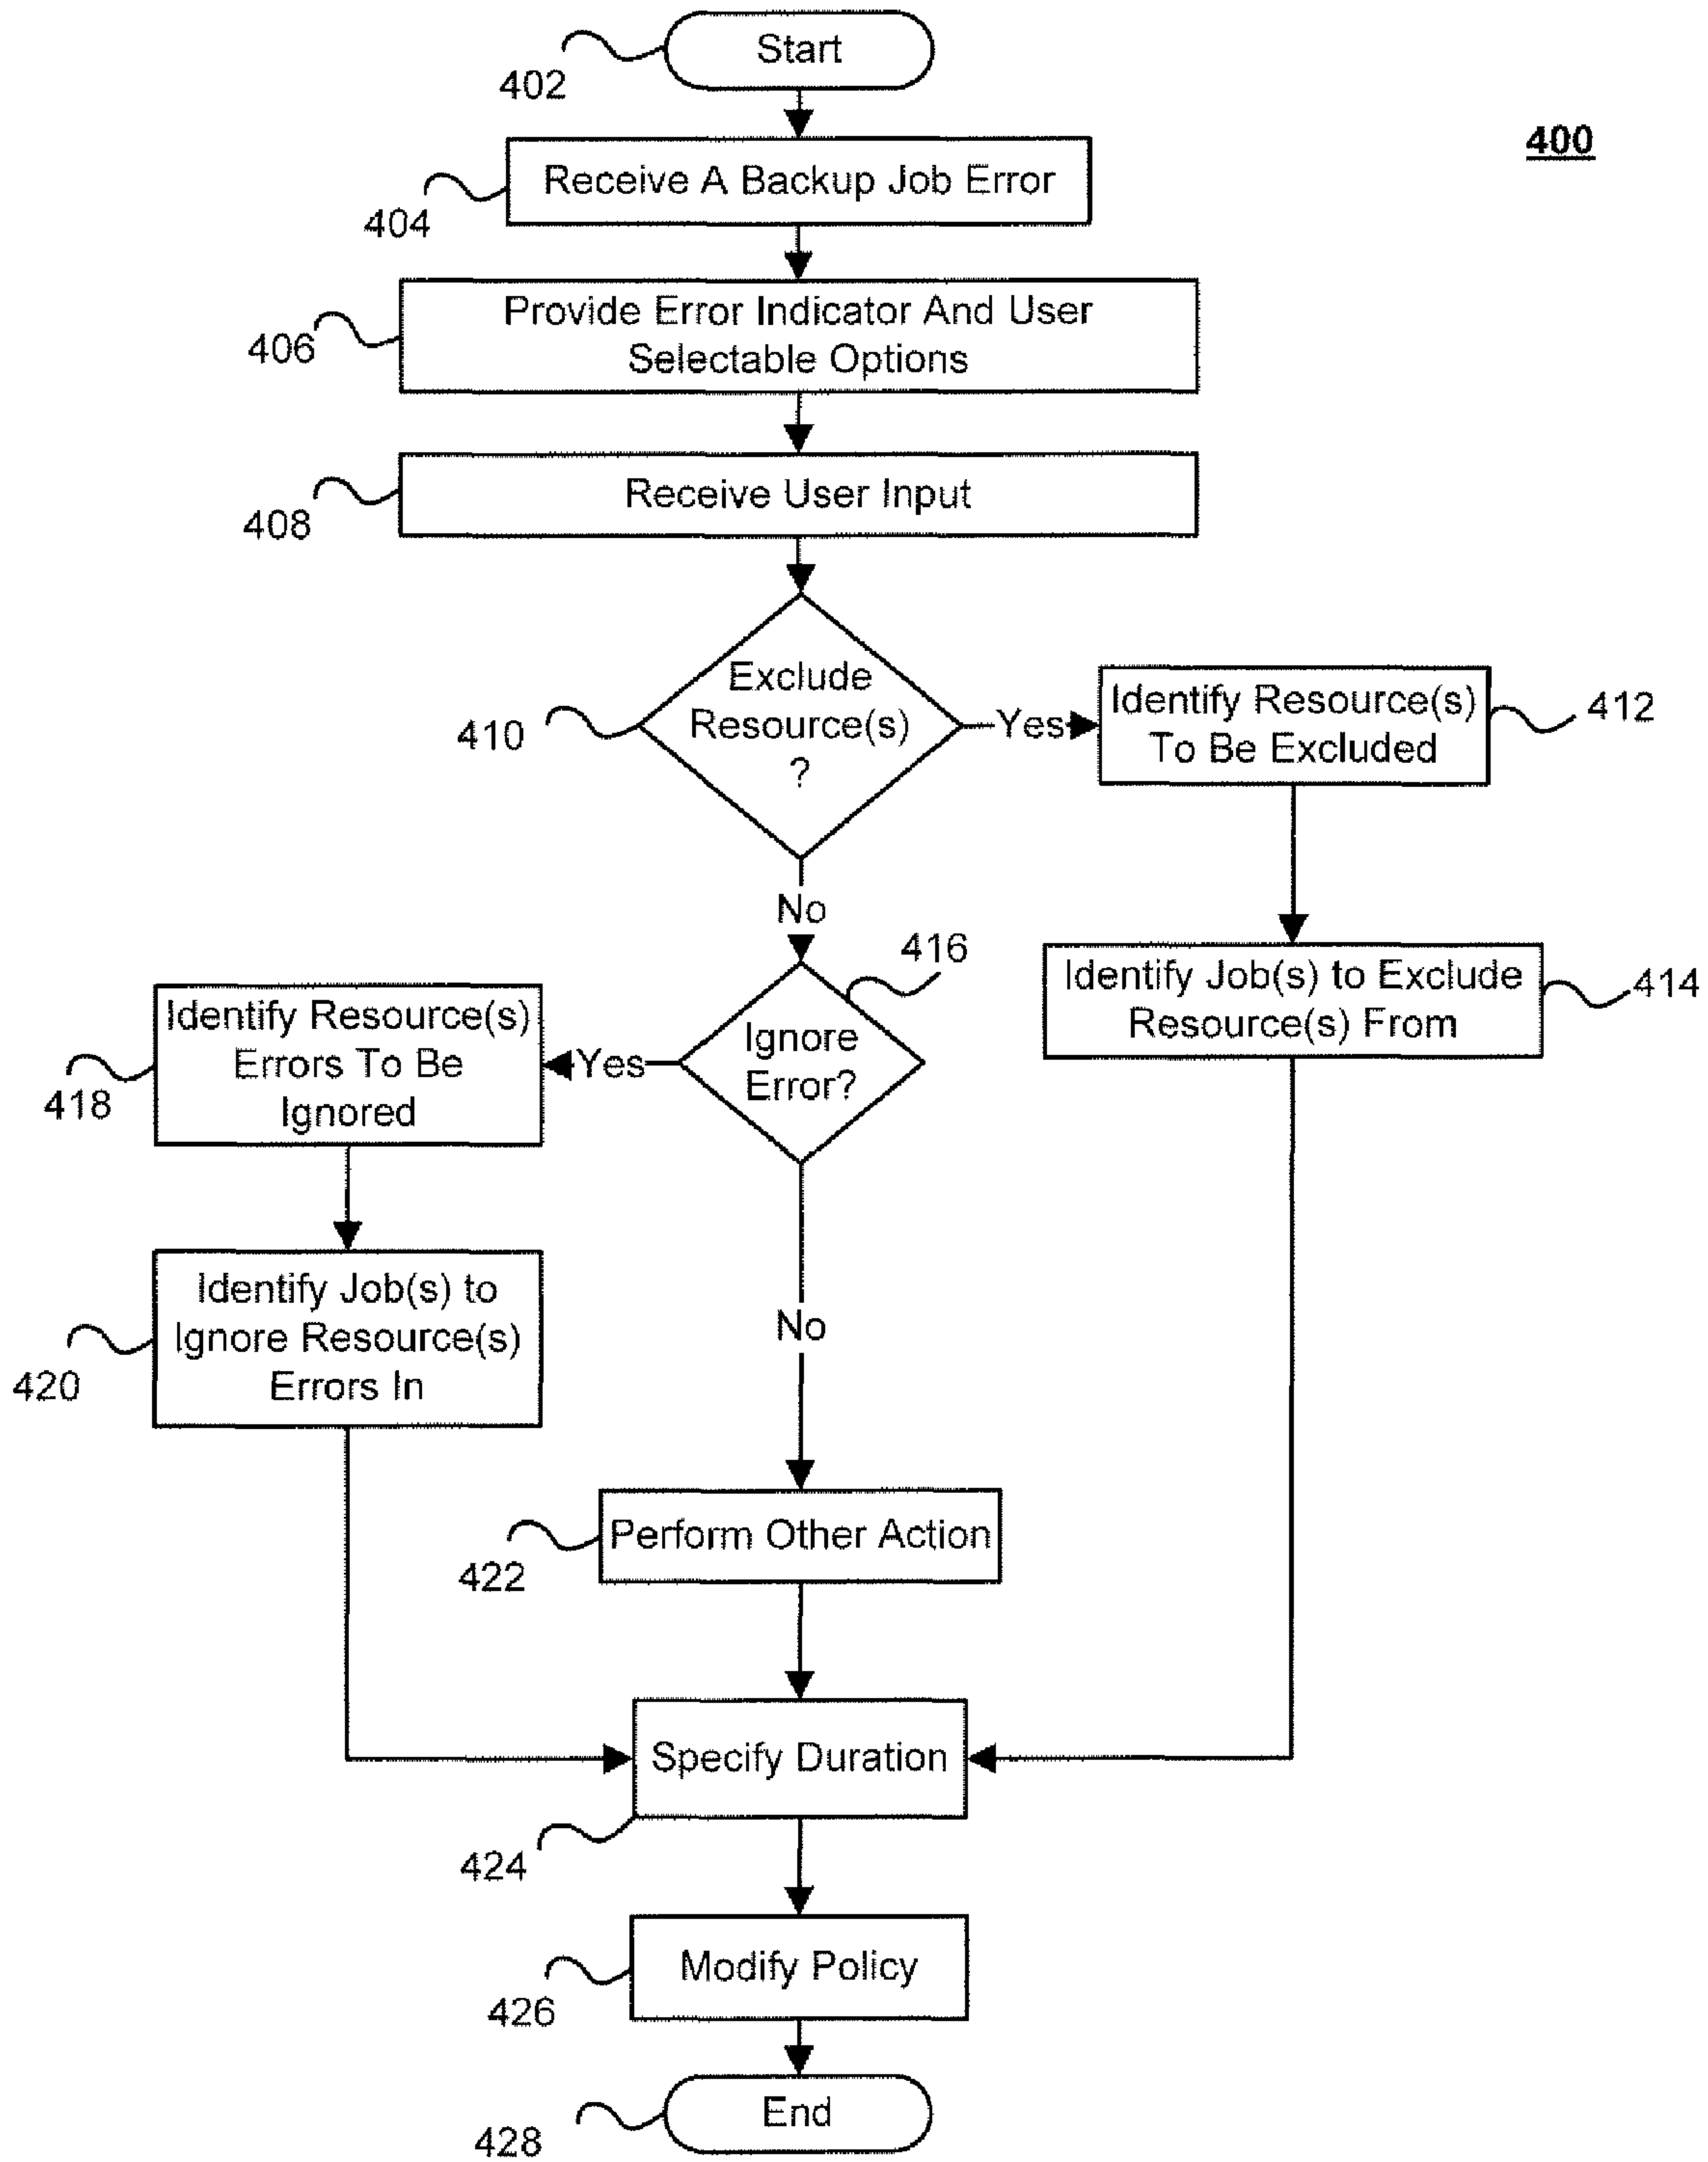 Start
402
400
Receive A Backup Job Error
404
Provide Error Indicator And User
Selectable Options
406
Receive User Input
408
Exclude
Resource(s)
?
410
Yes
Identify Resource(s)
To Be Excluded
412
No
416
Identify Job(s) to Exclude
Resource(s) From
414
Ignore
Error?
Yes
Identify Resource(s)
Errors To Be
Ignored
418
Identify Job(s) to
Ignore Resource(s)
Errors In
420
No
Perform Other Action
422
Specify Duration
424
Modify Policy
426
End
428